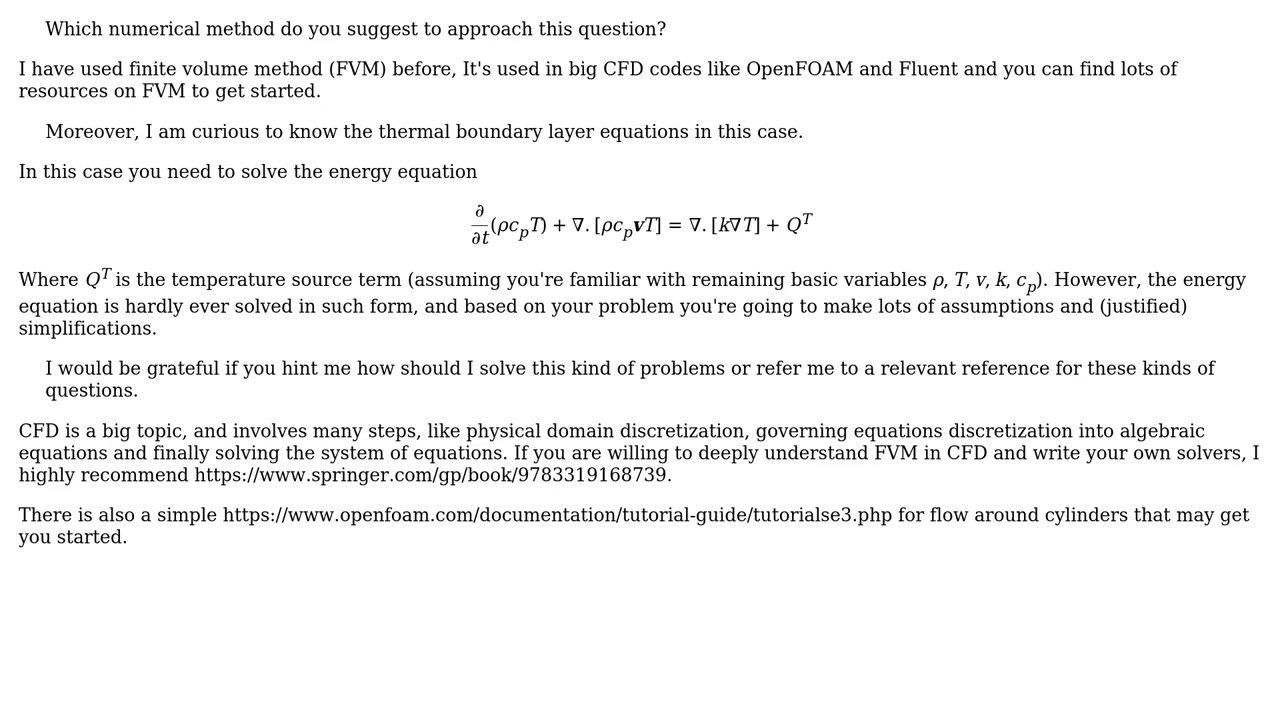 Which numerical method do you suggest to approach this question?
I have used finite volume method (FVM) before, It's used in big CFD codes like OpenFOAM and Fluent and you can find lots of
resources on FVM to get started.
Moreover, I am curious to know the thermal boundary layer equations in this case.
In this case you need to solve the energy equation
∂/∂t(ρc_pT) + ∇. [ρc_p𝐯T] = ∇. [k∇T] + Q^T
Where Q^T is the temperature source term (assuming you're familiar with remaining basic variables ρ, T, v, k, c_p). However, the energy
equation is hardly ever solved in such form, and based on your problem you're going to make lots of assumptions and (justified)
simplifications.
I would be grateful if you hint me how should I solve this kind of problems or refer me to a relevant reference for these kinds of
questions.
CFD is a big topic, and involves many steps, like physical domain discretization, governing equations discretization into algebraic
equations and finally solving the system of equations. If you are willing to deeply understand FVM in CFD and write your own solvers, I
highly recommend https://www.springer.com/gp/book/9783319168739.
There is also a simple https://www.openfoam.com/documentation/tutorial-guide/tutorialse3.php for flow around cylinders that may get
you started.